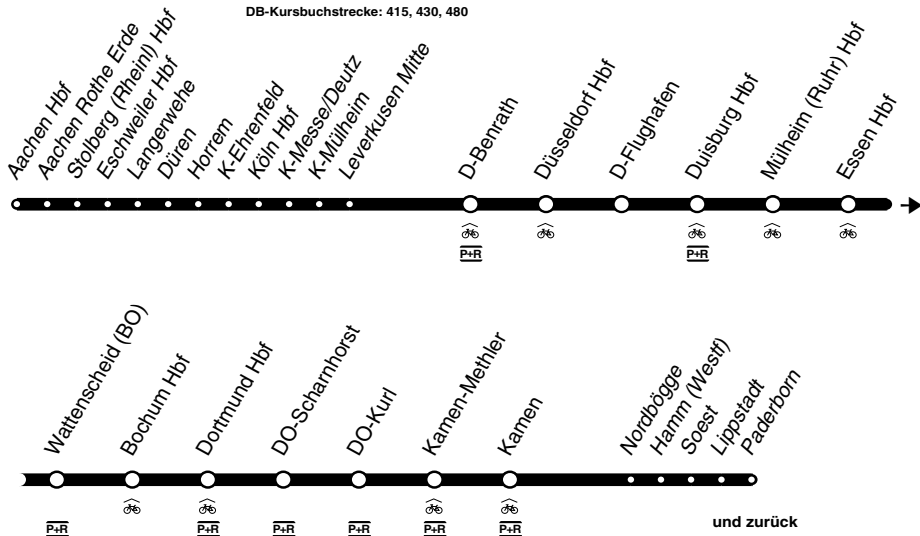 DB-Kursbuchstrecke: 415, 430, 480
Aachen Hbf
Aachen Rothe Erde
Stolberg (Rheinl) Hbf
Eschweiler Hbf
Langerwehe
Düren
Horrem
K-Ehrenfeld
Köln Hbf
K-Messe/Deutz
K-Mülheim
Leverkusen Mitte
D-Benrath
Düsseldorf Hbf
D-Flughafen
Duisburg Hbf
Mülheim (Ruhr) Hbf
Essen Hbf
P+R
P+R
Wattenscheid (BO)
Bochum Hbf
Dortmund Hbf
DO-Scharnhorst
DO-Kurl
Kamen-Methler
Kamen
Nordbögge
Hamm (Westf)
Soest
Lippstadt
Paderborn
P+R
P+R
P+R
P+R
P+R
P+R
und zurück